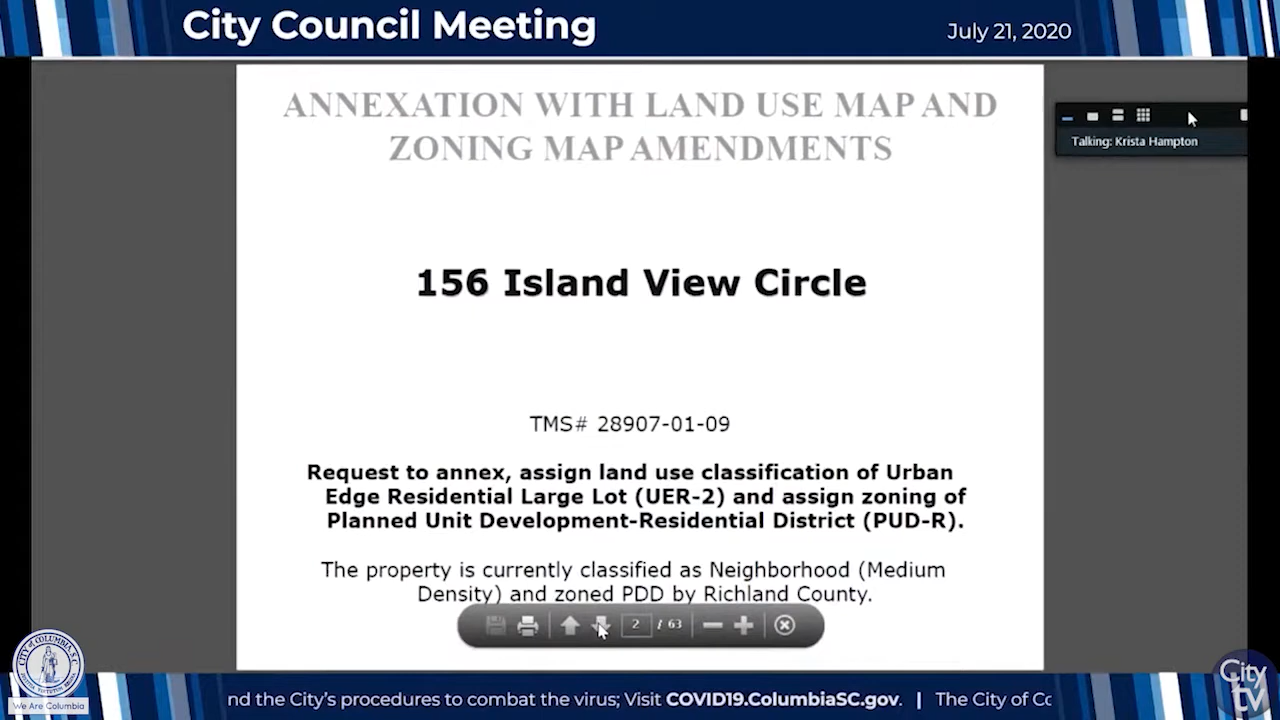 City Council Meeting
July 21, 2020
ANNEXATION WITH LAND USE MAP AND
ZONING MAP AMENDMENTS
Talking: Krista Hampton
156 Island View Circle
TMS# 28907-01-09
Request to annex, assign land use classification of Urban
Edge Residential Large Lot (UER-2) and assign zoning of
Planned Unit Development-Residential District (PUD-R).
The property is currently classified as Neighborhood (Medium
Density) and zoned PDD by Richland County.
2 / 63
CITY OF COLUMBIA, S.C.
We Are Columbia
nd the City's procedures to combat the virus; Visit COVID19.ColumbiaSC.gov. | The City of Co
City
tv